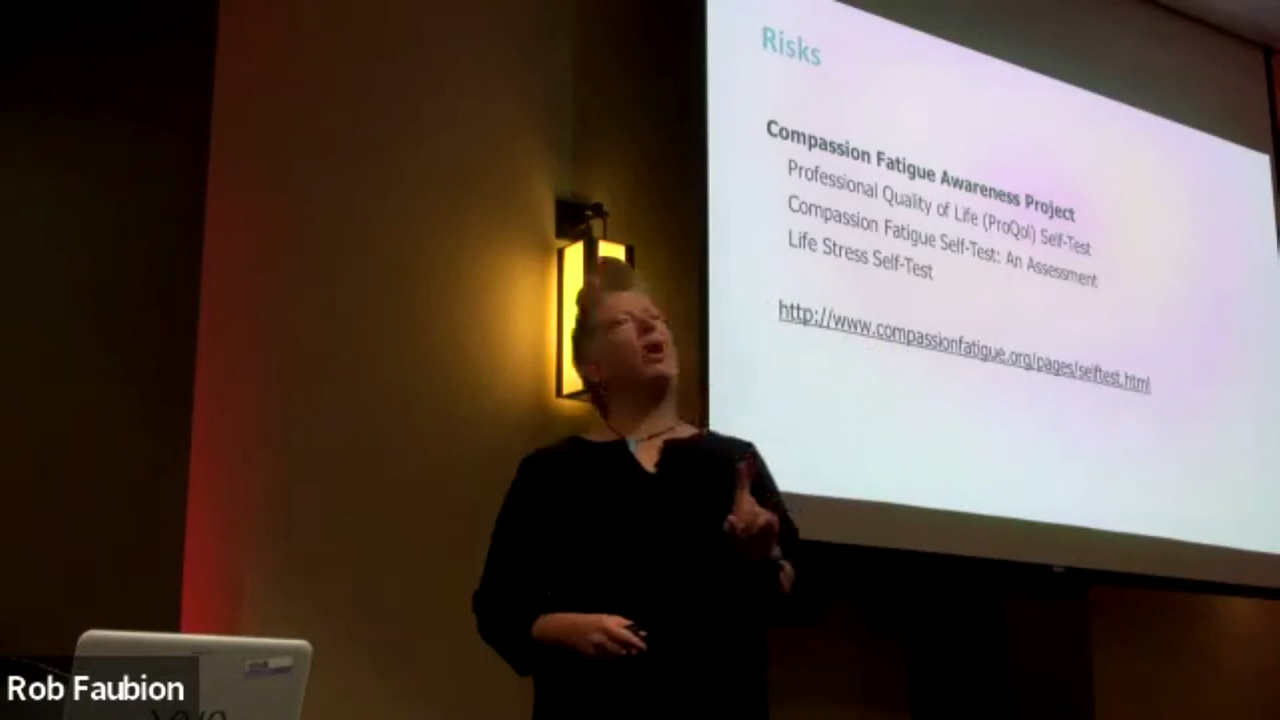 Risks
Compassion Fatigue Awareness Project
Professional Quality of Life (ProQol) Self-Test
Compassion Fatigue Self-Test: An Assessment
Life Stress Self-Test
http://www.compassionfatigue.org/pages/selftest.html
Rob Faubion